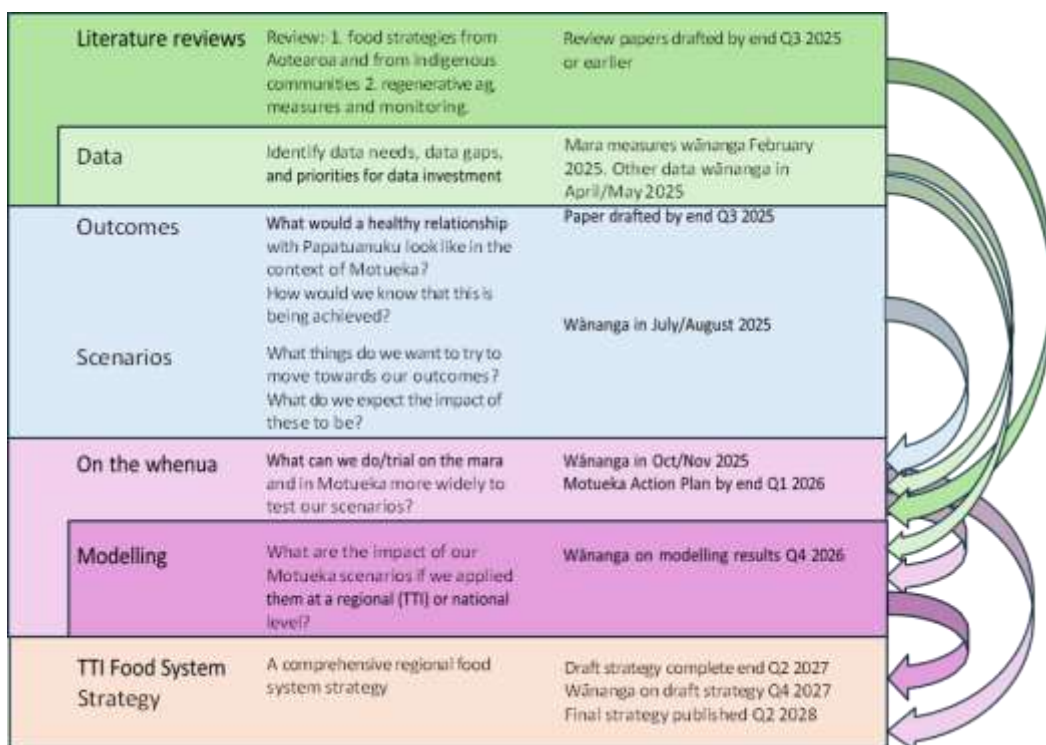 Literature reviews
Review: 1. food strategies from
Aotearoa and from indigenous
communities 2. regenerative ag,
measures and monitoring.
Review papers drafted by end Q3 2025
or earlier
Data
Identify data needs, data gaps,
and priorities for data investment
Mara measures wānanga February
2025. Other data wānanga in
April/May 2025
Outcomes
What would a healthy relationship
with Papatuanuku look like in the
context of Motueka?
How would we know that this is
being achieved?
Paper drafted by end Q3 2025
Wānanga in July/August 2025
Scenarios
What things do we want to try to
move towards our outcomes?
What do we expect the impact of
these to be?
On the whenua
What can we do/trial on the mara
and in Motueka more widely to
test our scenarios?
Wānanga in Oct/Nov 2025
Motueka Action Plan by end Q1 2026
Modelling
What are the impact of our
Motueka scenarios if we applied
them at a regional (TTI) or national
level?
Wānanga on modelling results Q4 2026
TTI Food System
Strategy
A comprehensive regional food
system strategy
Draft strategy complete end Q2 2027
Wānanga on draft strategy Q4 2027
Final strategy published Q2 2028